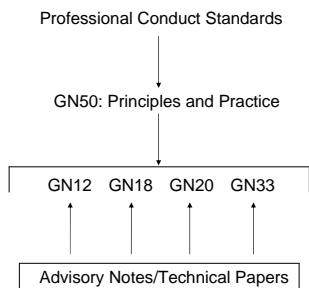 Professional Conduct Standards
GN50: Principles and Practice
GN12 GN18 GN20 GN33
Advisory Notes/Technical Papers